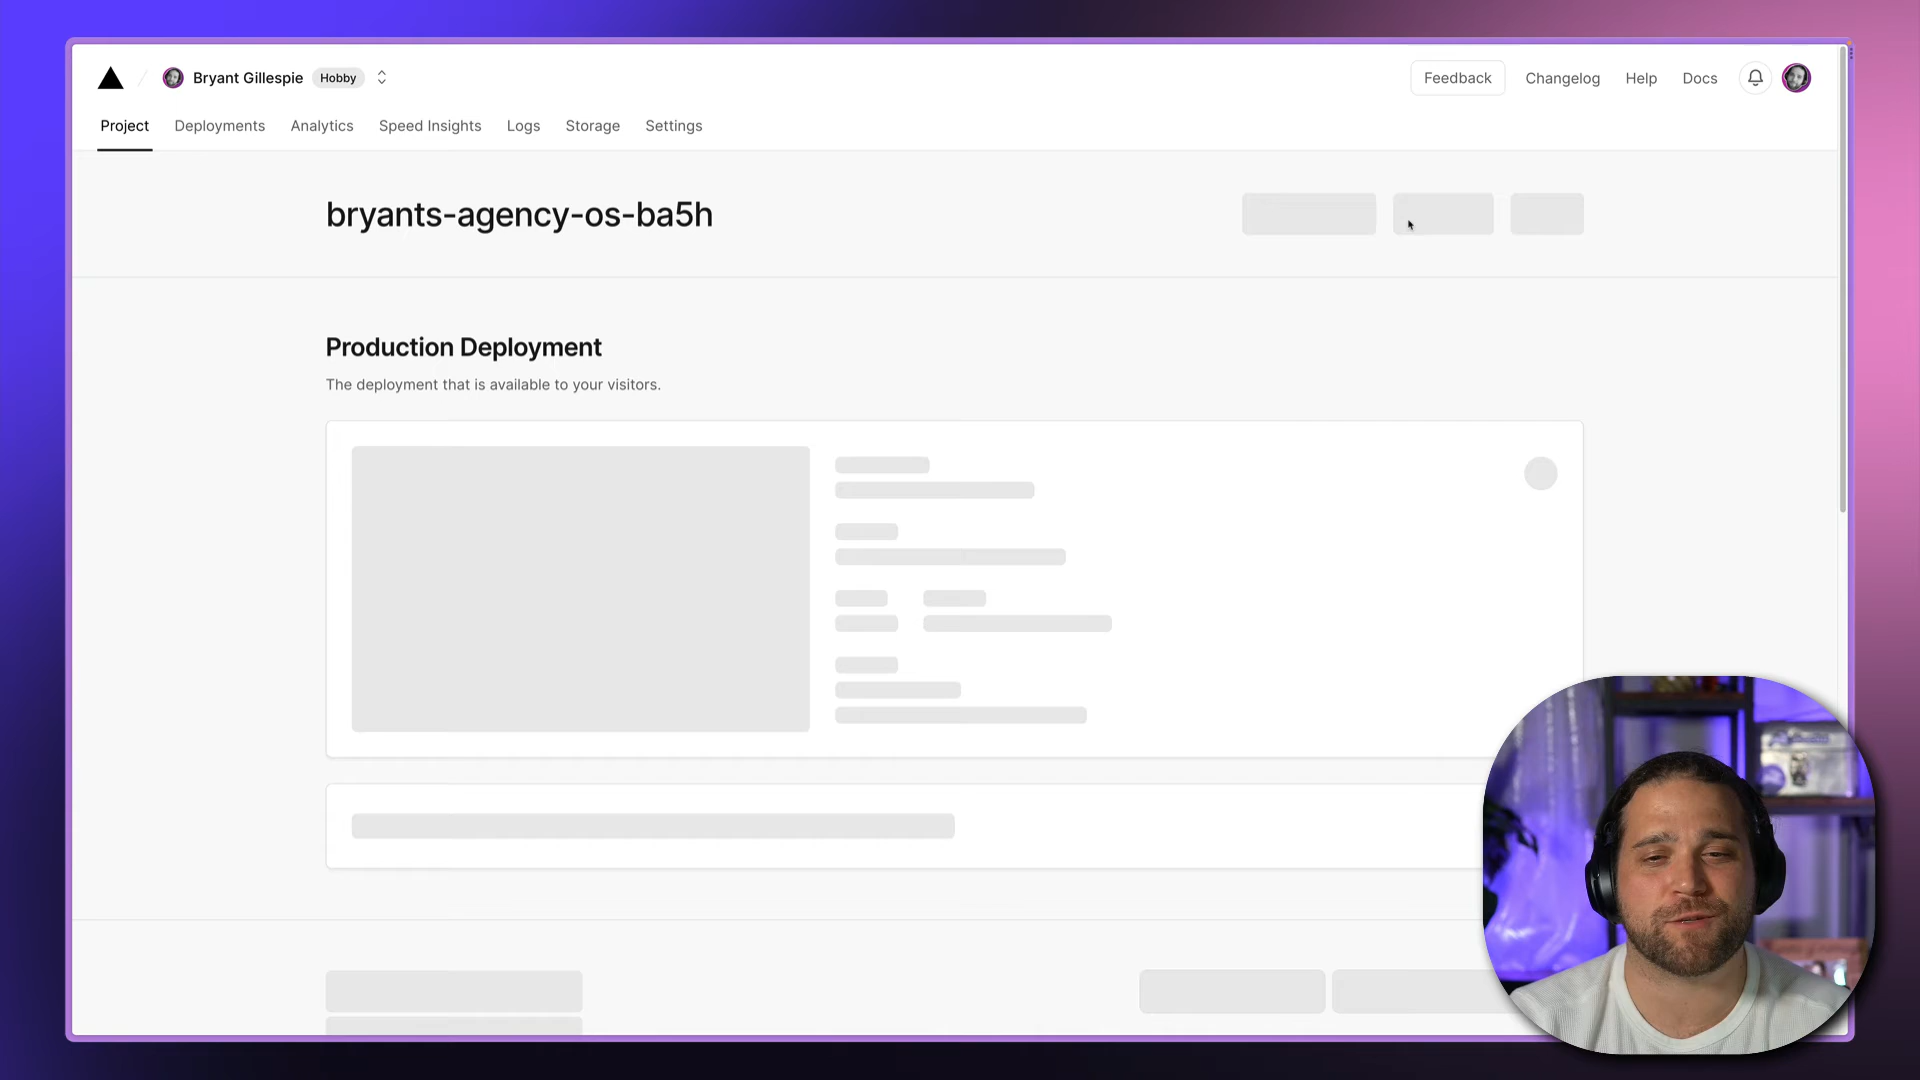 Bryant Gillespie Hobby
Feedback Changelog Help Docs
Project Deployments Analytics Speed Insights Logs Storage Settings
bryants-agency-os-ba5h
Production Deployment
The deployment that is available to your visitors.